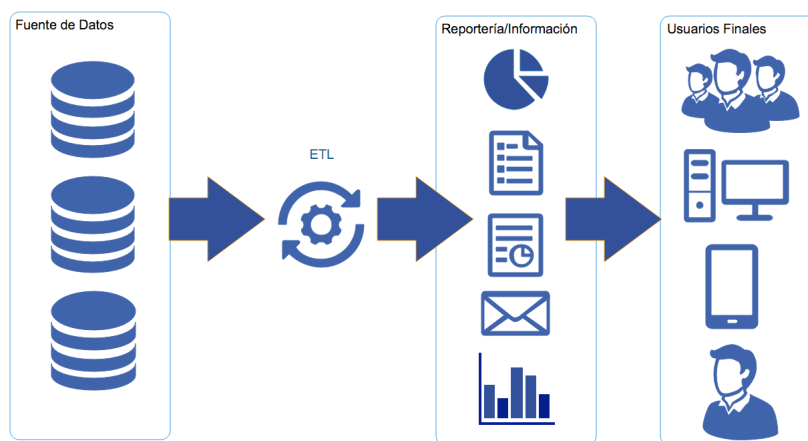 Fuente de Datos
ETL
Reportería/Información
Usuarios Finales